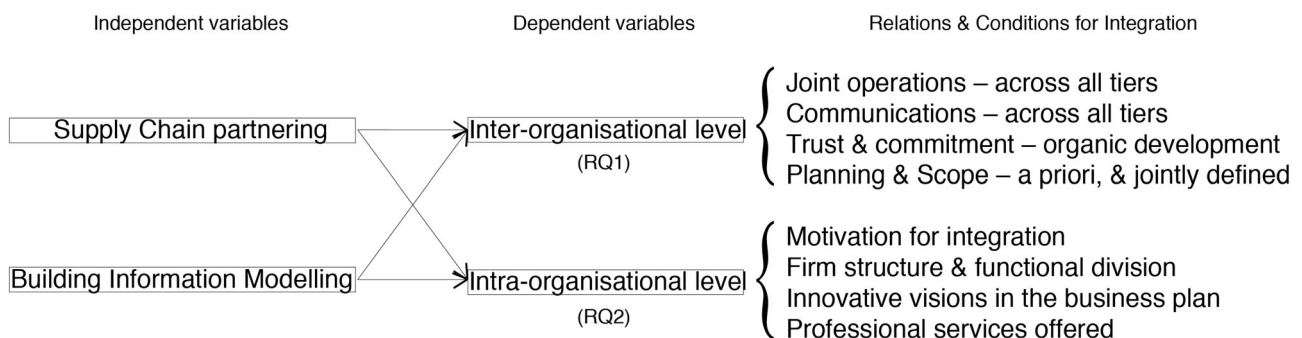 Independent variables
Dependent variables
Relations & Conditions for Integration
Supply Chain partnering
Inter-organisational level
(RQ1)
Joint operations – across all tiers
Communications – across all tiers
Trust & commitment – organic development
Planning & Scope – a priori, & jointly defined
Building Information Modelling
Intra-organisational level
(RQ2)
Motivation for integration
Firm structure & functional division
Innovative visions in the business plan
Professional services offered